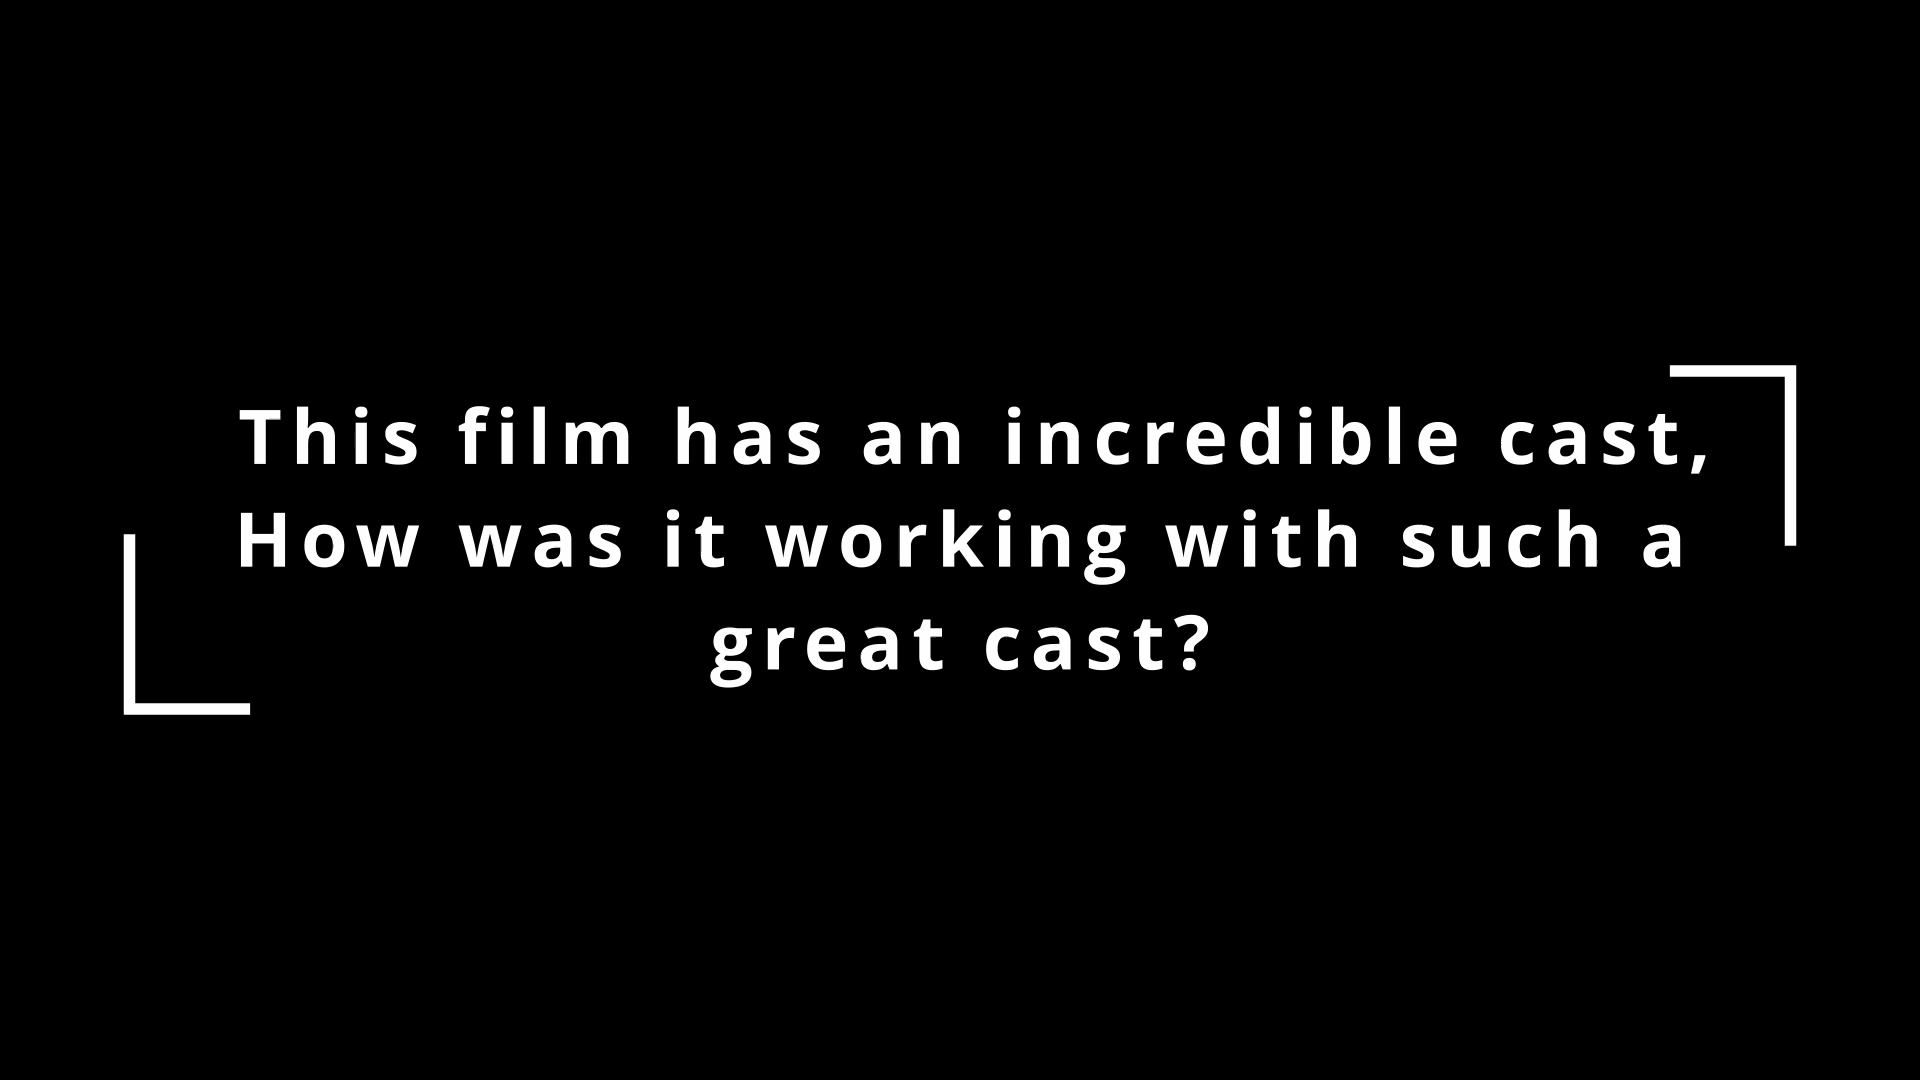 This film has an incredible cast,
How was it working with such a
great cast?